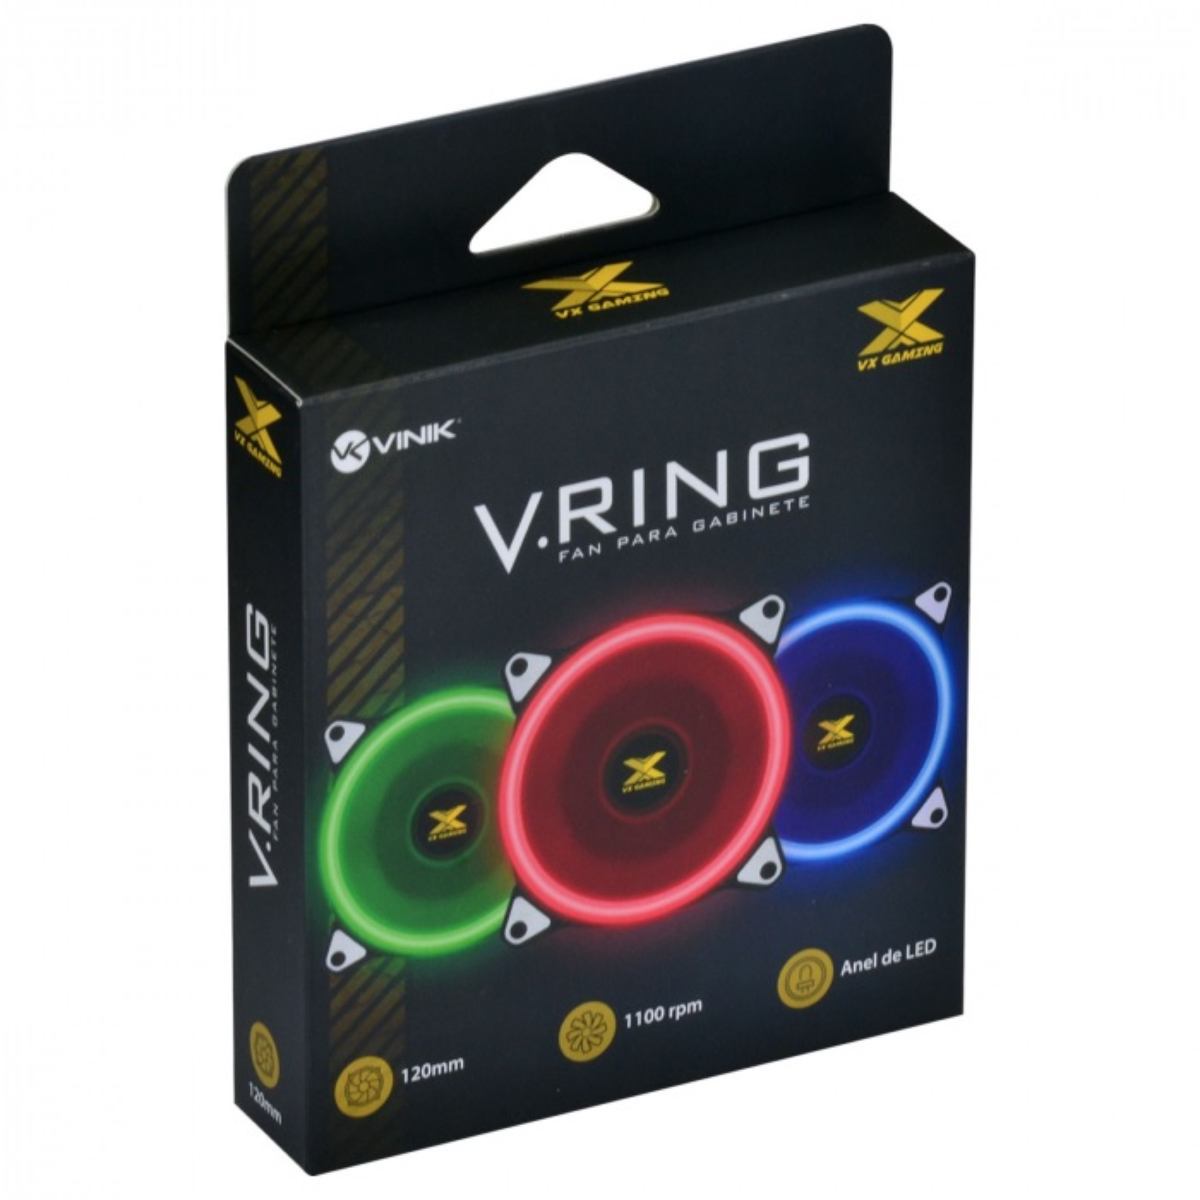 VX GAMING
VX GAMING
VX GAMING
VK VINIK
V.RING
FAN PARA GABINETE
V.RING
FAN PARA GABINETE
VX GAMING
VX GAMING
VX GAMING
Anel de LED
1100 rpm
120mm
120mm